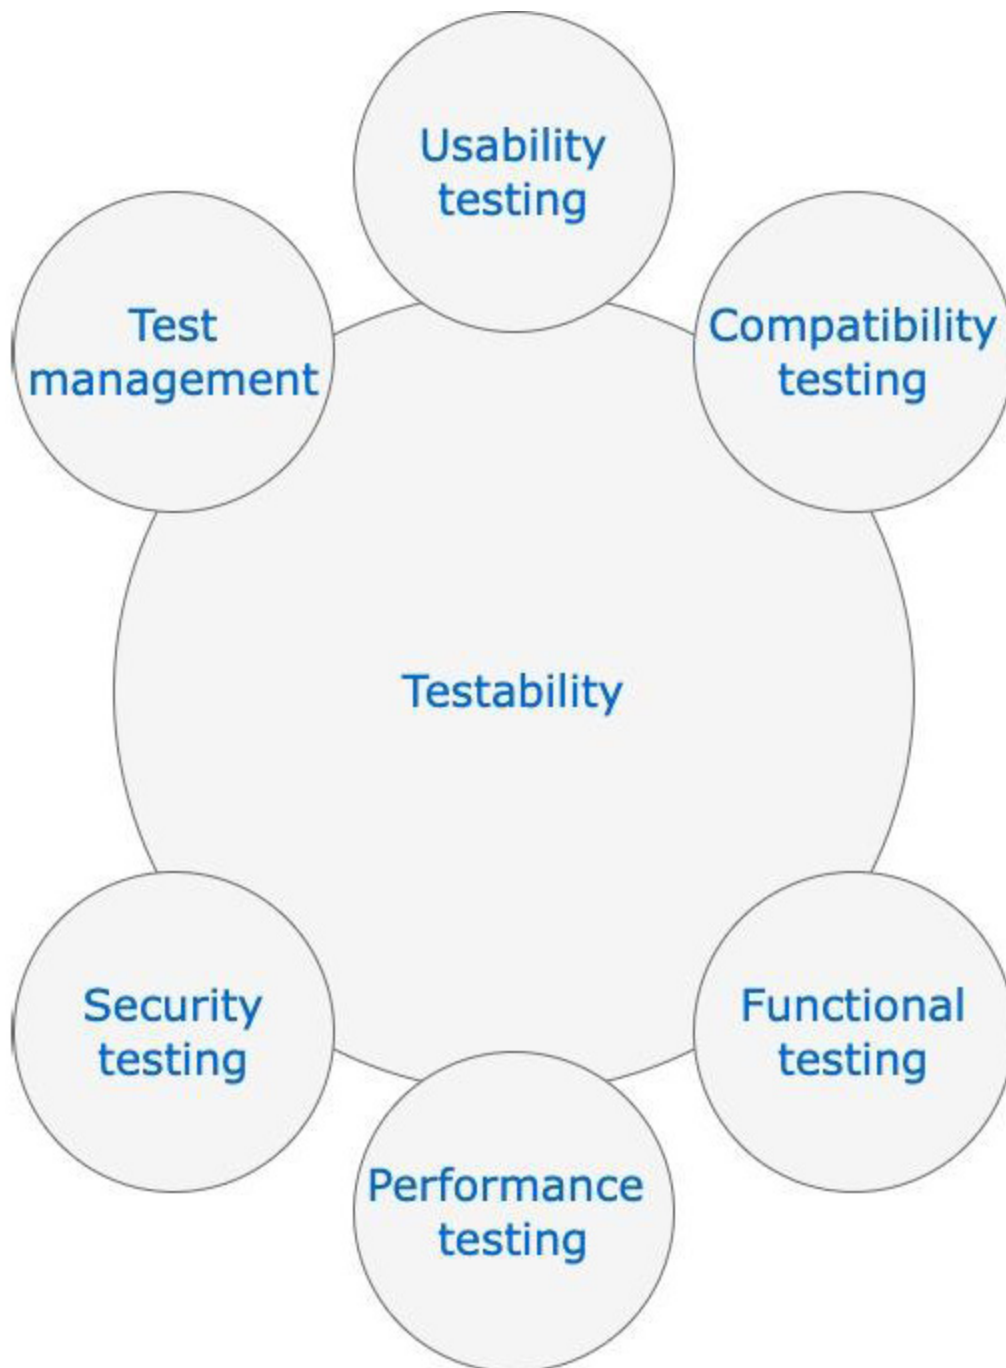 Usability
testing
Test
management
Compatibility
testing
Testability
Security
testing
Functional
testing
Performance
testing